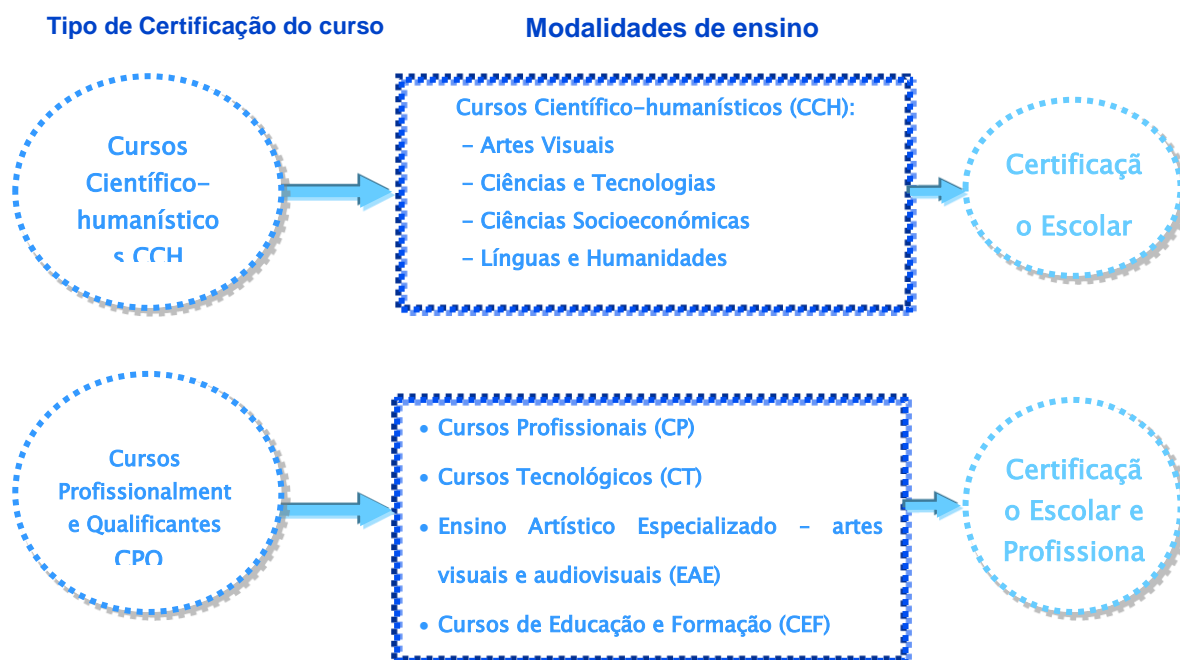 Tipo de Certificação do curso
Modalidades de ensino
Cursos
Científico-
humanístico
s CCH
Cursos Científico-humanísticos (CCH):
- Artes Visuais
- Ciências e Tecnologias
- Ciências Socioeconómicas
- Línguas e Humanidades
Certificaçã
o Escolar
Cursos
Profissionalment
e Qualificantes
CPQ
• Cursos Profissionais (CP)
• Cursos Tecnológicos (CT)
• Ensino Artístico Especializado - artes
visuais e audiovisuais (EAE)
• Cursos de Educação e Formação (CEF)
Certificaçã
o Escolar e
Profissiona